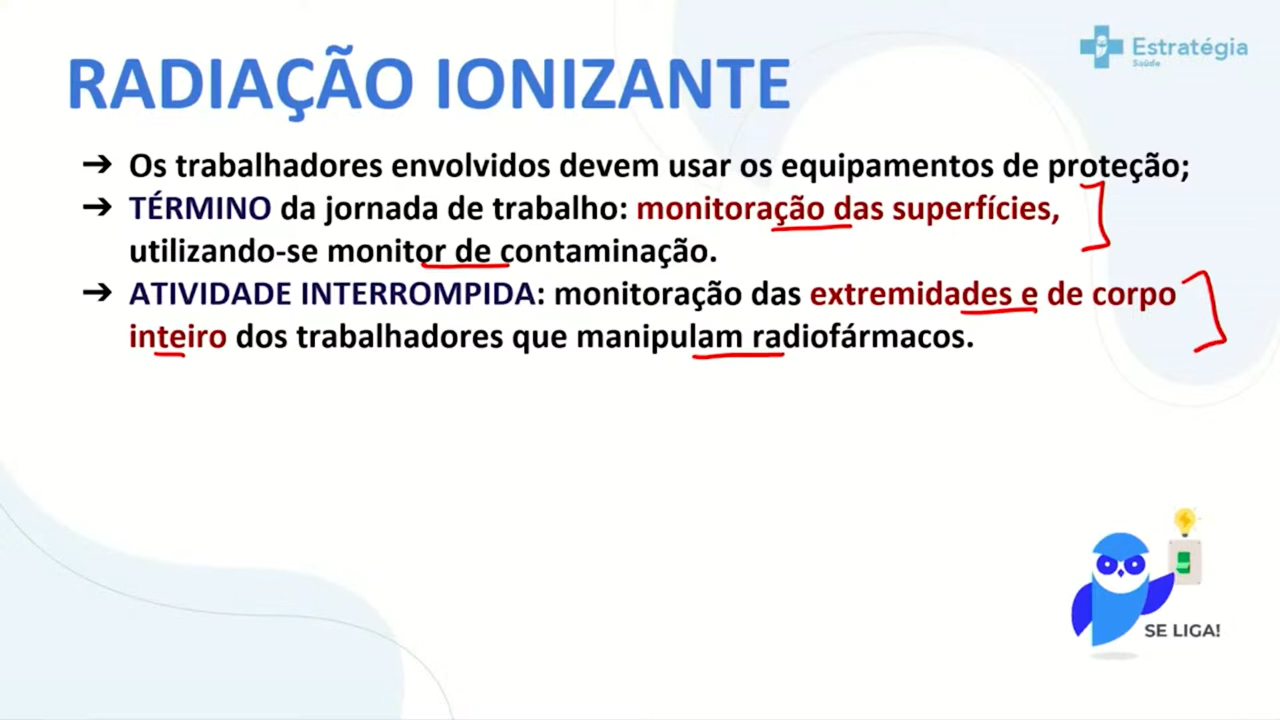 Estratégia
Saúde
RADIAÇÃO IONIZANTE
➔ Os trabalhadores envolvidos devem usar os equipamentos de proteção;
➔ TÉRMINO da jornada de trabalho: monitoração das superfícies,
utilizando-se monitor de contaminação.
➔ ATIVIDADE INTERROMPIDA: monitoração das extremidades e de corpo
inteiro dos trabalhadores que manipulam radiofármacos.
SE LIGA!